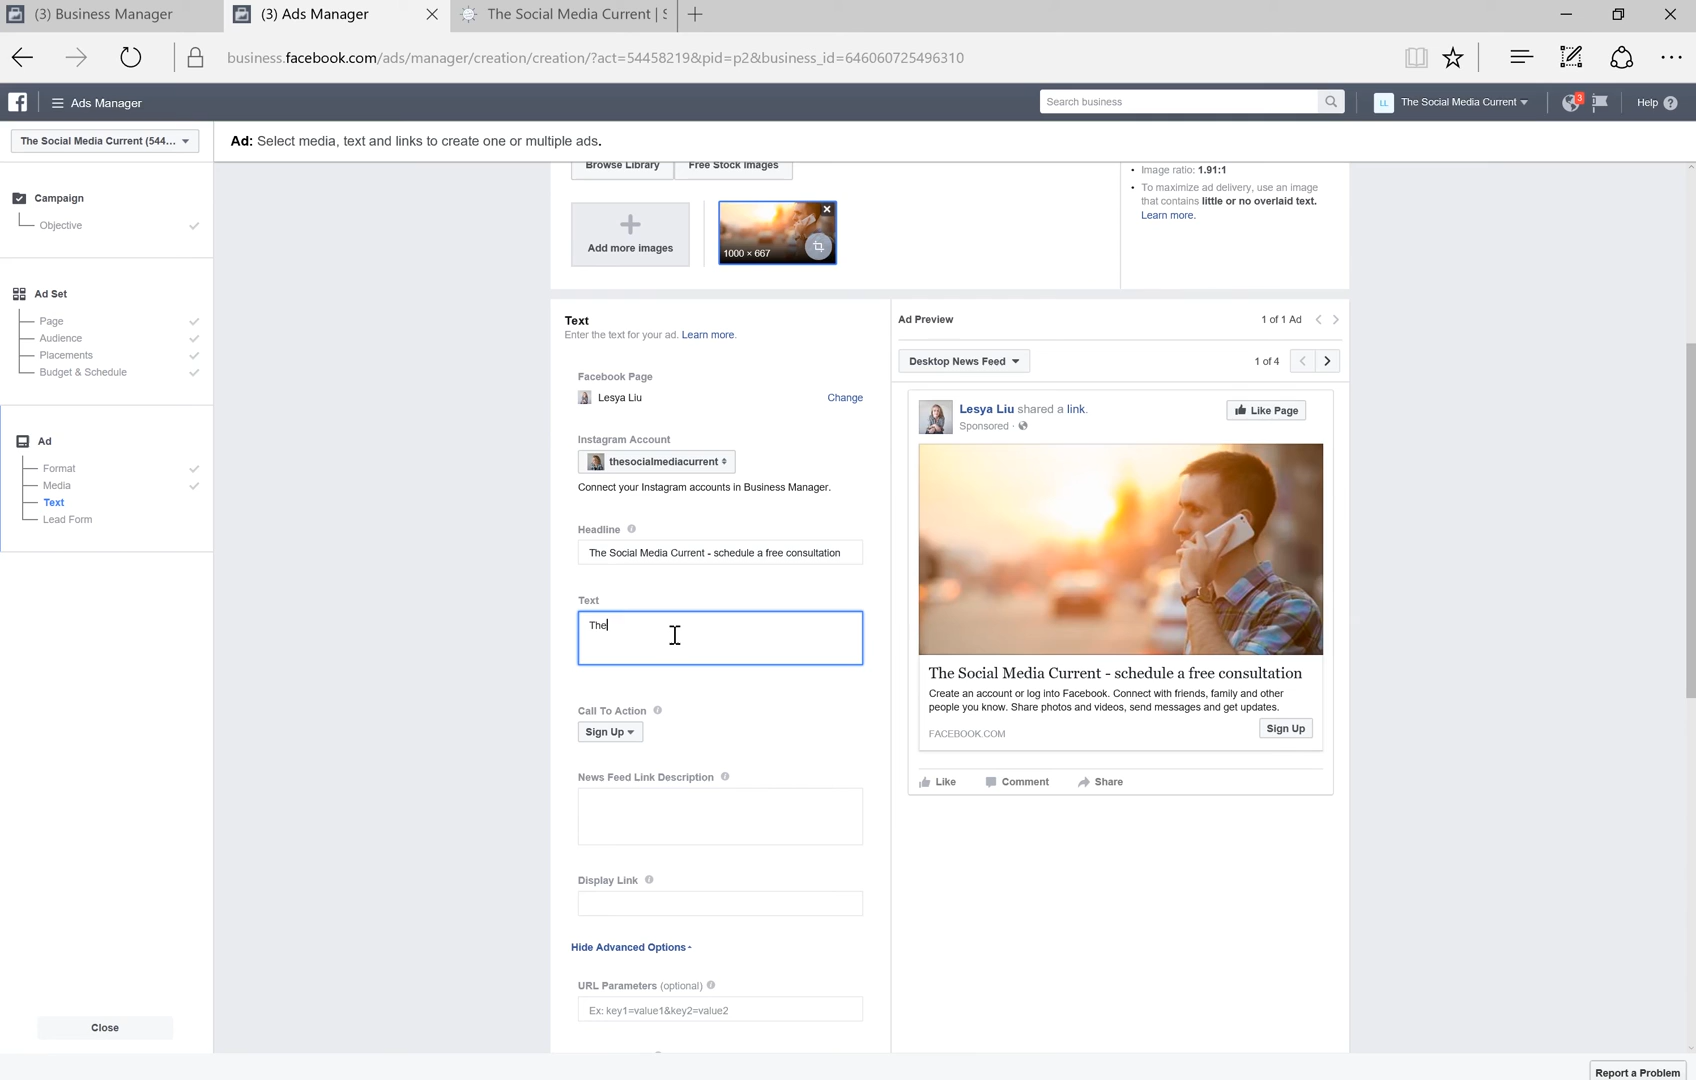 (3) Business Manager
(3) Ads Manager
The Social Media Current | S
business.facebook.com/ads/manager/creation/creation/?act=54458219&pid=p2&business_id=646060725496310
Ads Manager
Search business
LL
The Social Media Current
3
Help
The Social Media Current (544...
Ad: Select media, text and links to create one or multiple ads.
Campaign
Objective
Ad Set
Page
Audience
Placements
Budget & Schedule
Ad
Format
Media
Text
Lead Form
Close
Browse Library
Free Stock Images
Add more images
1000 × 667
• Image ratio: 1.91:1
• To maximize ad delivery, use an image
that contains little or no overlaid text.
Learn more.
Text
Enter the text for your ad. Learn more.
Facebook Page
Lesya Liu
Change
Instagram Account
thesocialmediacurrent
Connect your Instagram accounts in Business Manager.
Headline
The Social Media Current - schedule a free consultation
Text
The
Call To Action
Sign Up
News Feed Link Description
Display Link
Hide Advanced Options
URL Parameters (optional)
Ex: key1=value1&key2=value2
Ad Preview
1 of 1 Ad
Desktop News Feed
1 of 4
Lesya Liu shared a link.
Sponsored ·
Like Page
The Social Media Current - schedule a free consultation
Create an account or log into Facebook. Connect with friends, family and other
people you know. Share photos and videos, send messages and get updates.
FACEBOOK.COM
Sign Up
Like
Comment
Share
Report a Problem